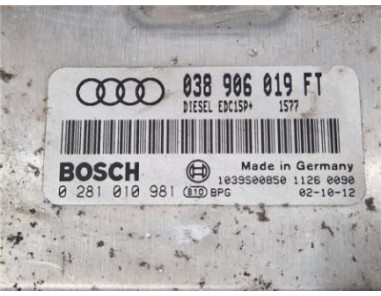 038 906 019 FT
DIESEL EDC15P+ 1577
BOSCH
Made in Germany
1039S00850 1126 0090
0 281 010 981 B10 BPG 02-10-12